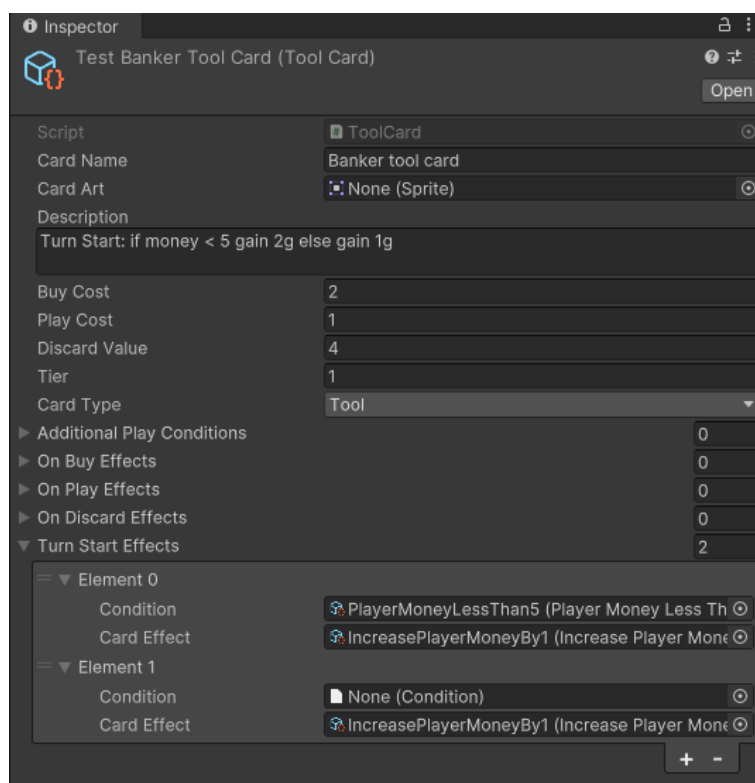 Inspector
Test Banker Tool Card (Tool Card)
Open
Script ToolCard
Card Name Banker tool card
Card Art None (Sprite)
Description
Turn Start: if money < 5 gain 2g else gain 1g
Buy Cost 2
Play Cost 1
Discard Value 4
Tier 1
Card Type Tool
Additional Play Conditions 0
On Buy Effects 0
On Play Effects 0
On Discard Effects 0
Turn Start Effects 2
Element 0
Condition PlayerMoneyLessThan5 (Player Money Less Th
Card Effect IncreasePlayerMoneyBy1 (Increase Player Mone
Element 1
Condition None (Condition)
Card Effect IncreasePlayerMoneyBy1 (Increase Player Mone
+ -